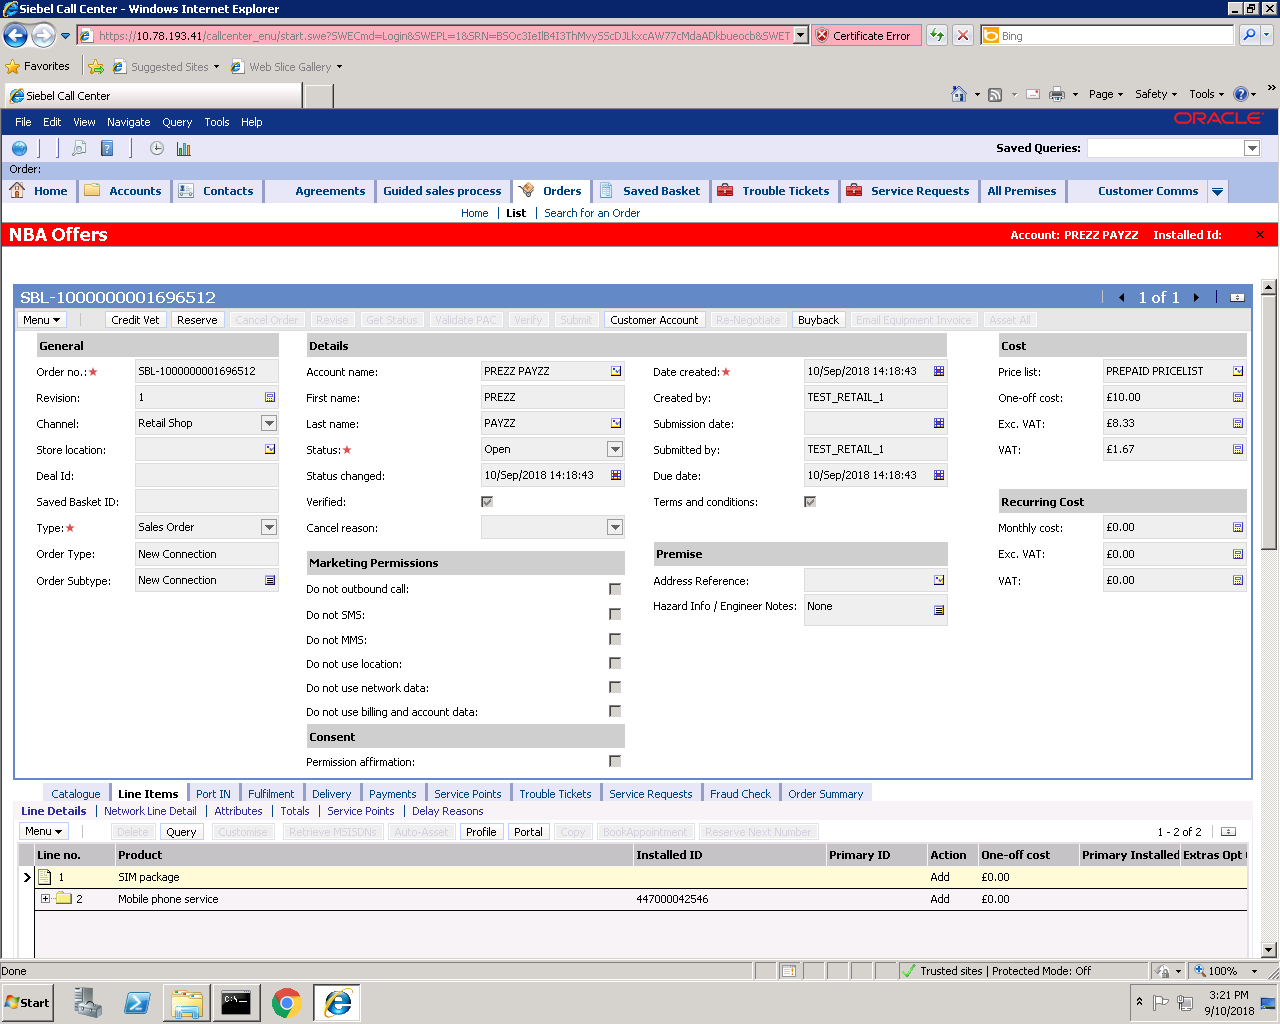 Siebel Call Center - Windows Internet Explorer
https://10.78.193.41/callcenter_enu/start.swe?SWECmd=Login&SWEPL=1&SRN= Certificate Error Bing
Favorites Suggested Sites Web Slice Gallery
Siebel Call Center Page Safety Tools
File Edit View Navigate Query Tools Help ORACLE
Saved Queries:
Order:
Home Accounts Contacts Agreements Guided sales process Orders Saved Basket Trouble Tickets Service Requests All Premises Customer Comms
Home List Search for an Order
NBA Offers Account: PREZZ PAYZZ Installed Id:
SBL-1000000001696512 1 of 1
Menu Credit Vet Reserve Cancel Order Revise Get Status Validate PAC Verify Submit Customer Account Re-Negotiate Buyback Email Equipment Invoice Asset All
General Details Cost
Order no.:★ SBL-1000000001696512 Account name: PREZZ PAYZZ Date created:★ 10/Sep/2018 14:18:43 Price list: PREPAID PRICELIST
Revision: 1 First name: PREZZ Created by: TEST_RETAIL_1 One-off cost: £10.00
Channel: Retail Shop Last name: PAYZZ Submission date: Exc. VAT: £8.33
Store location: Status:★ Open Submitted by: TEST_RETAIL_1 VAT: £1.67
Deal Id: Status changed: 10/Sep/2018 14:18:43 Due date: 10/Sep/2018 14:18:43
Saved Basket ID: Verified: Terms and conditions: Recurring Cost
Type:★ Sales Order Cancel reason: Monthly cost: £0.00
Order Type: New Connection Marketing Permissions Premise Exc. VAT: £0.00
Order Subtype: New Connection Do not outbound call: Address Reference: VAT: £0.00
Do not SMS: Hazard Info / Engineer Notes: None
Do not MMS:
Do not use location:
Do not use network data:
Do not use billing and account data:
Consent
Permission affirmation:
Catalogue Line Items Port IN Fulfilment Delivery Payments Service Points Trouble Tickets Service Requests Fraud Check Order Summary
Line Details Network Line Detail Attributes Totals Service Points Delay Reasons
Menu Delete Query Customise Retrieve MSISDNs Auto-Asset Profile Portal Copy BookAppointment Reserve Next Number 1 - 2 of 2
Line no. Product Installed ID Primary ID Action One-off cost Primary Installed Extras Opt
1 SIM package Add £0.00
2 Mobile phone service 447000042546 Add £0.00
Done Trusted sites | Protected Mode: Off 100%
Start 3:21 PM
9/10/2018